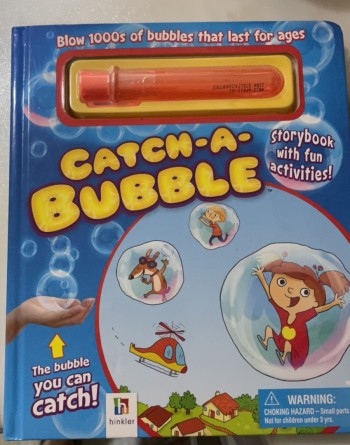 Blow 1000s of bubbles that last for ages
CATCH-A-
BUBBLE™
Storybook
with fun
activities!
The bubble
you can
catch!
h
hinkler
WARNING:
CHOKING HAZARD – Small parts.
Not for children under 3 yrs.